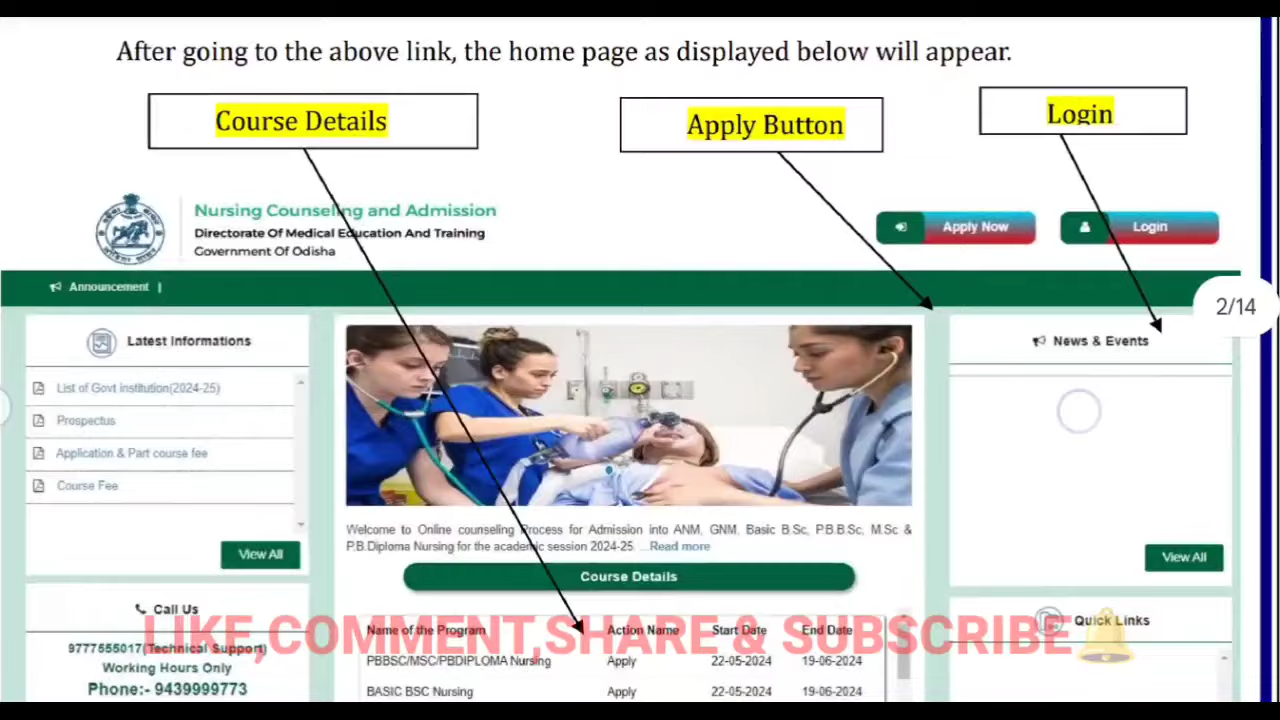 After going to the above link, the home page as displayed below will appear.
Course Details
Apply Button
Login
Nursing Counseling and Admission
Directorate Of Medical Education And Training
Government Of Odisha
Apply Now
Login
Announcement |
2/14
Latest Informations
List of Govt institution(2024-25)
Prospectus
Application & Part course fee
Course Fee
View All
Call Us
9777555017(Technical Support)
Working Hours Only
Phone:- 9439999773
Welcome to Online counseling Process for Admission into ANM, GNM, Basic B.Sc, P.B.B.Sc, M.Sc &
P.B.Diploma Nursing for the academic session 2024-25 ...Read more
Course Details
Name of the Program Action Name Start Date End Date
PBBSC/MSC/PBDIPLOMA Nursing Apply 22-05-2024 19-06-2024
BASIC BSC Nursing Apply 22-05-2024 19-06-2024
News & Events
View All
Quick Links
LIKE,COMMENT,SHARE & SUBSCRIBE🔔